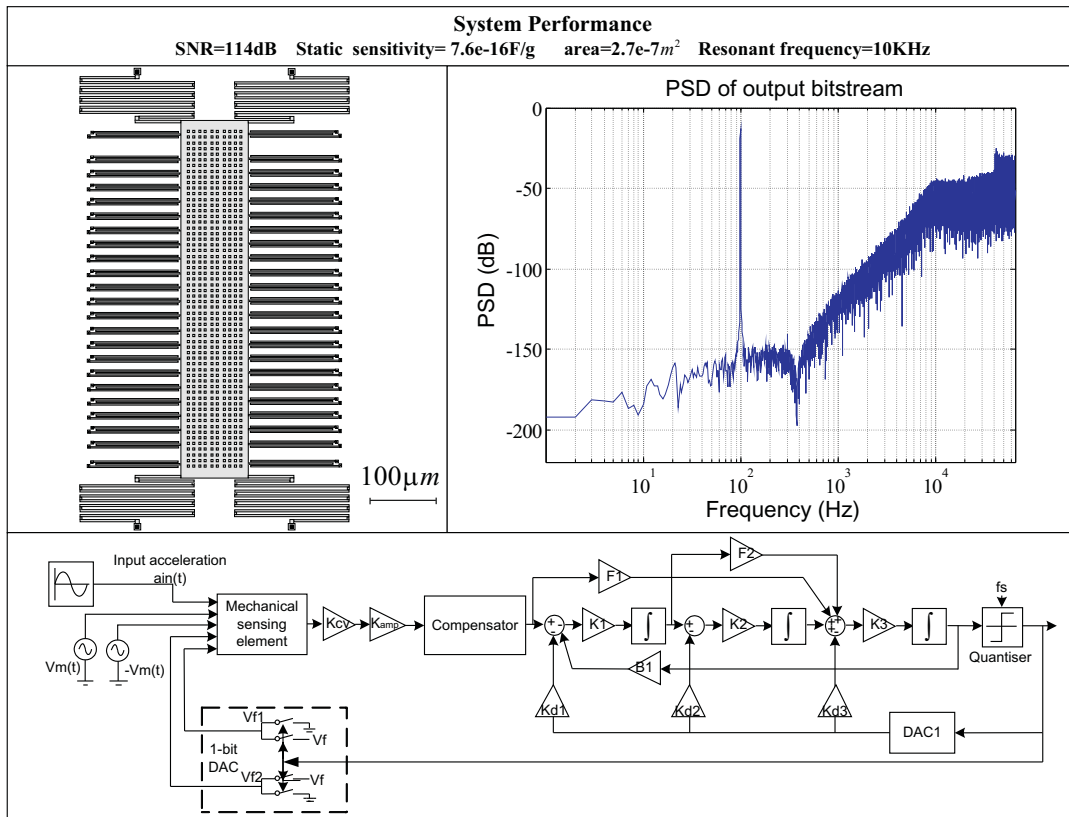 System Performance
SNR=114dB Static sensitivity= 7.6e-16F/g area=2.7e-7m² Resonant frequency=10KHz
100μm
PSD of output bitstream
PSD (dB)
0
-50
-100
-150
-200
10¹ 10² 10³ 10⁴
Frequency (Hz)
Input acceleration
ain(t)
Mechanical
sensing
element
Kcv
Kamp
Compensator
F1
F2
K1
∫
K2
∫
K3
∫
fs
Quantiser
B1
Vm(t)
-Vm(t)
Kd1
Kd2
Kd3
DAC1
Vf1
Vf
1-bit
DAC
Vf2
Vf